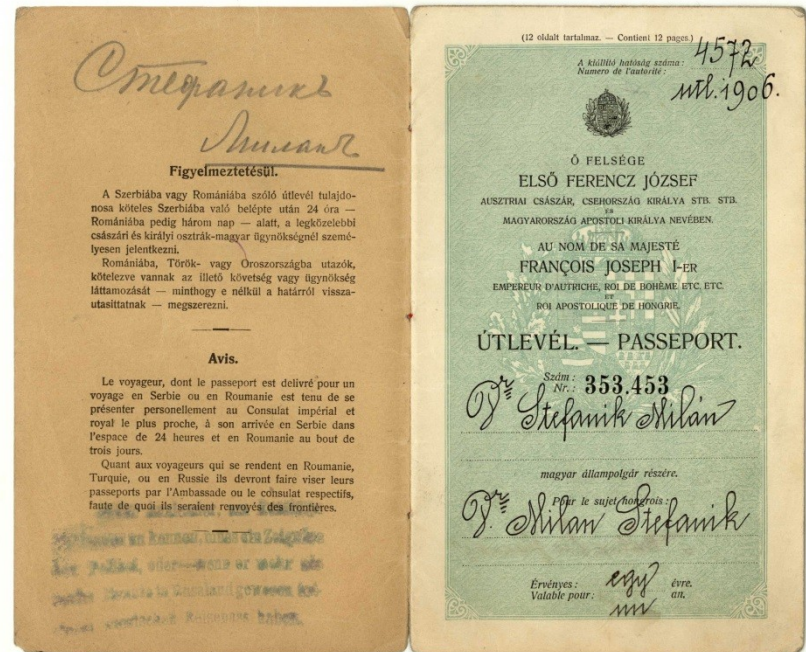 Стефаникъ
Миланъ
Figyelmeztetésül.
A Szerbiába vagy Romániába szóló útlevél tulajdo-
nosa köteles Szerbiába való belépte után 24 óra —
Romániába pedig három nap — alatt, a legközelebbi
császári és királyi osztrák-magyar ügynökségnél szemé-
lyesen jelentkezni.
Romániába, Török- vagy Oroszországba utazók,
kötelezve vannak az illető követség vagy ügynökség
láttamozását — minthogy e nélkül a határról vissza-
utasíttatnak — megszerezni.
Avis.
Le voyageur, dont le passeport est delivré pour un
voyage en Serbie ou en Roumanie est tenu de se
présenter personellement au Consulat impérial et
royal le plus proche, à son arrivée en Serbie dans
l'espace de 24 heures et en Roumanie au bout de
trois jours.
Quant aux voyageurs qui se rendent en Roumanie,
Turquie, ou en Russie ils devront faire viser leurs
passeports par l'Ambassade ou le consulat respectifs,
faute de quoi ils seraient renvoyés des frontières.
(12 oldalt tartalmaz. — Contient 12 pages.)
A kiállító hatóság száma: 4572
Numero de l'autorité: utl. 1906.
Ő FELSÉGE
ELSŐ FERENCZ JÓZSEF
AUSZTRIAI CSÁSZÁR, CSEHORSZÁG KIRÁLYA STB. STB.
ÉS
MAGYARORSZÁG APOSTOLI KIRÁLYA NEVÉBEN.
AU NOM DE SA MAJESTÉ
FRANÇOIS JOSEPH I-ER
EMPEREUR D'AUTRICHE, ROI DE BOHÈME ETC. ETC.
ET
ROI APOSTOLIQUE DE HONGRIE.
ÚTLEVÉL. — PASSEPORT.
Szám:
Nr.: 353.453
Dr Stefanik Milán
magyar állampolgár részére.
Pour le sujet hongrois:
Dr Milan Stefanik
Érvényes: egy évre.
Valable pour: un an.